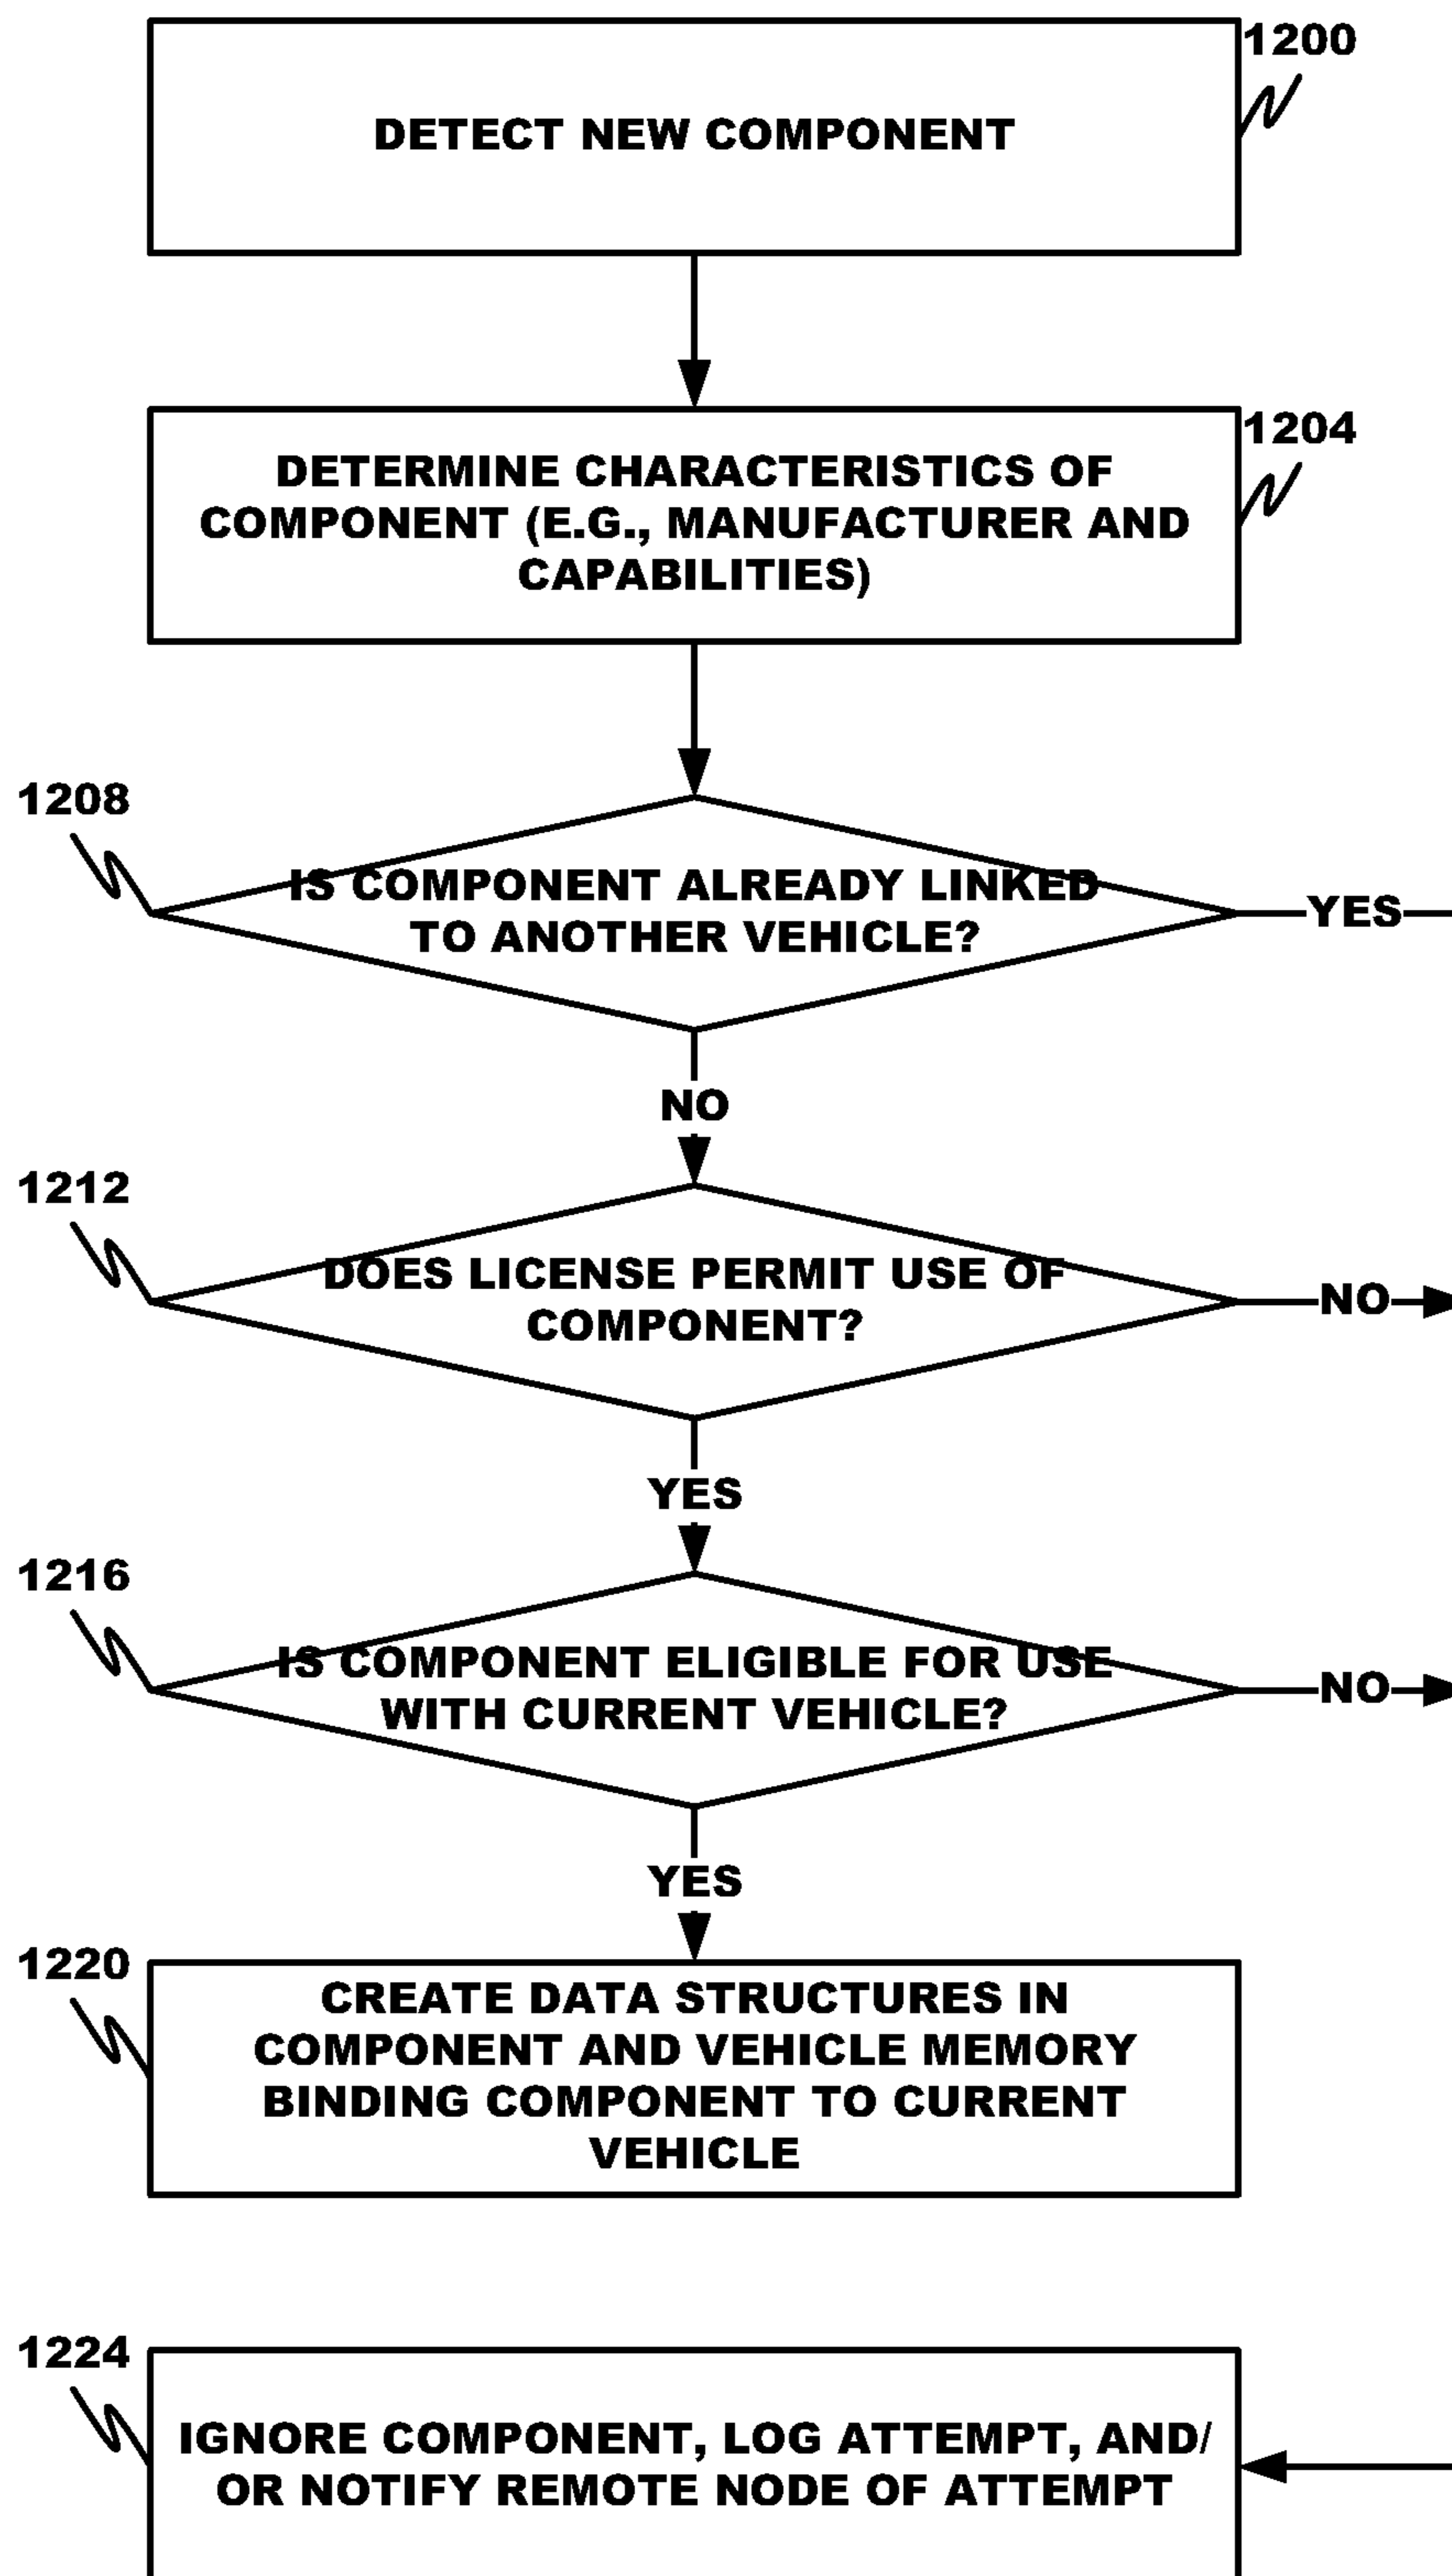 1200
DETECT NEW COMPONENT
1204
DETERMINE CHARACTERISTICS OF
COMPONENT (E.G., MANUFACTURER AND
CAPABILITIES)
1208
IS COMPONENT ALREADY LINKED
TO ANOTHER VEHICLE?
YES
NO
1212
DOES LICENSE PERMIT USE OF
COMPONENT?
NO
YES
1216
IS COMPONENT ELIGIBLE FOR USE
WITH CURRENT VEHICLE?
NO
YES
1220
CREATE DATA STRUCTURES IN
COMPONENT AND VEHICLE MEMORY
BINDING COMPONENT TO CURRENT
VEHICLE
1224
IGNORE COMPONENT, LOG ATTEMPT, AND/
OR NOTIFY REMOTE NODE OF ATTEMPT